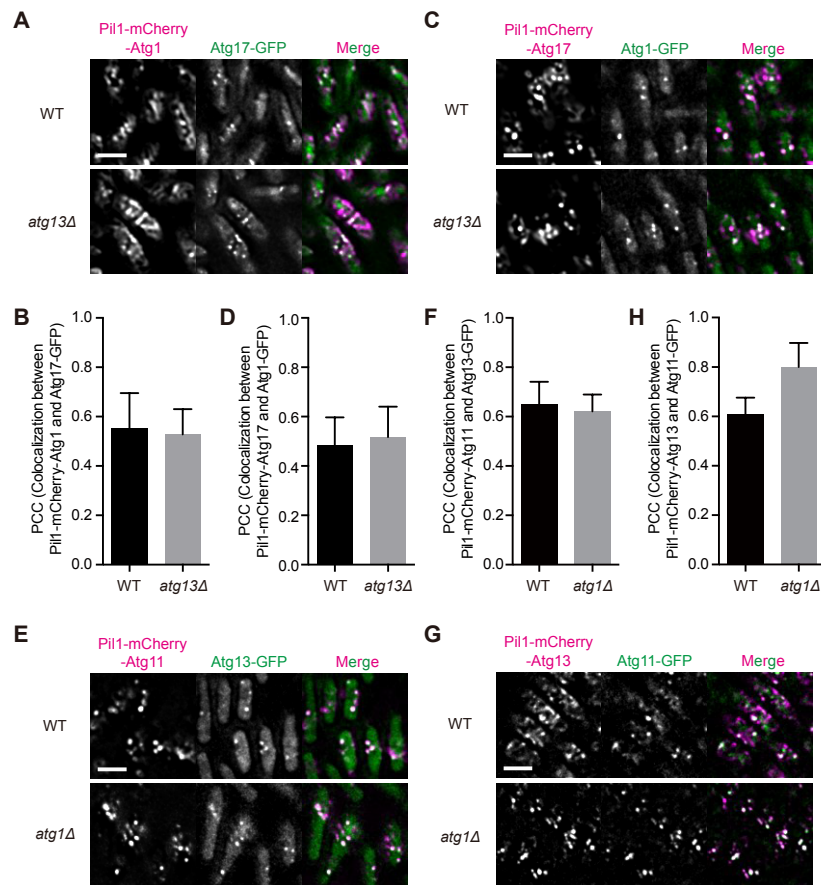 A
Pil1-mCherry
-Atg1
Atg17-GFP
Merge
WT
atg13Δ
C
Pil1-mCherry
-Atg17
Atg1-GFP
Merge
WT
atg13Δ
B
PCC (Colocalization between
Pil1-mCherry-Atg1 and Atg17-GFP)
1.0
0.8
0.6
0.4
0.2
0.0
WT
atg13Δ
D
PCC (Colocalization between
Pil1-mCherry-Atg17 and Atg1-GFP)
1.0
0.8
0.6
0.4
0.2
0.0
WT
atg13Δ
F
PCC (Colocalization between
Pil1-mCherry-Atg11 and Atg13-GFP)
1.0
0.8
0.6
0.4
0.2
0.0
WT
atg1Δ
H
PCC (Colocalization between
Pil1-mCherry-Atg13 and Atg11-GFP)
1.0
0.8
0.6
0.4
0.2
0.0
WT
atg1Δ
E
Pil1-mCherry
-Atg11
Atg13-GFP
Merge
WT
atg1Δ
G
Pil1-mCherry
-Atg13
Atg11-GFP
Merge
WT
atg1Δ